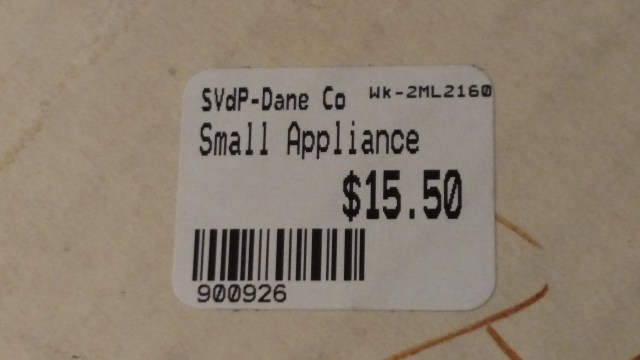 SVdP-Dane Co Wk-2ML2160
Small Appliance
$15.50
900926